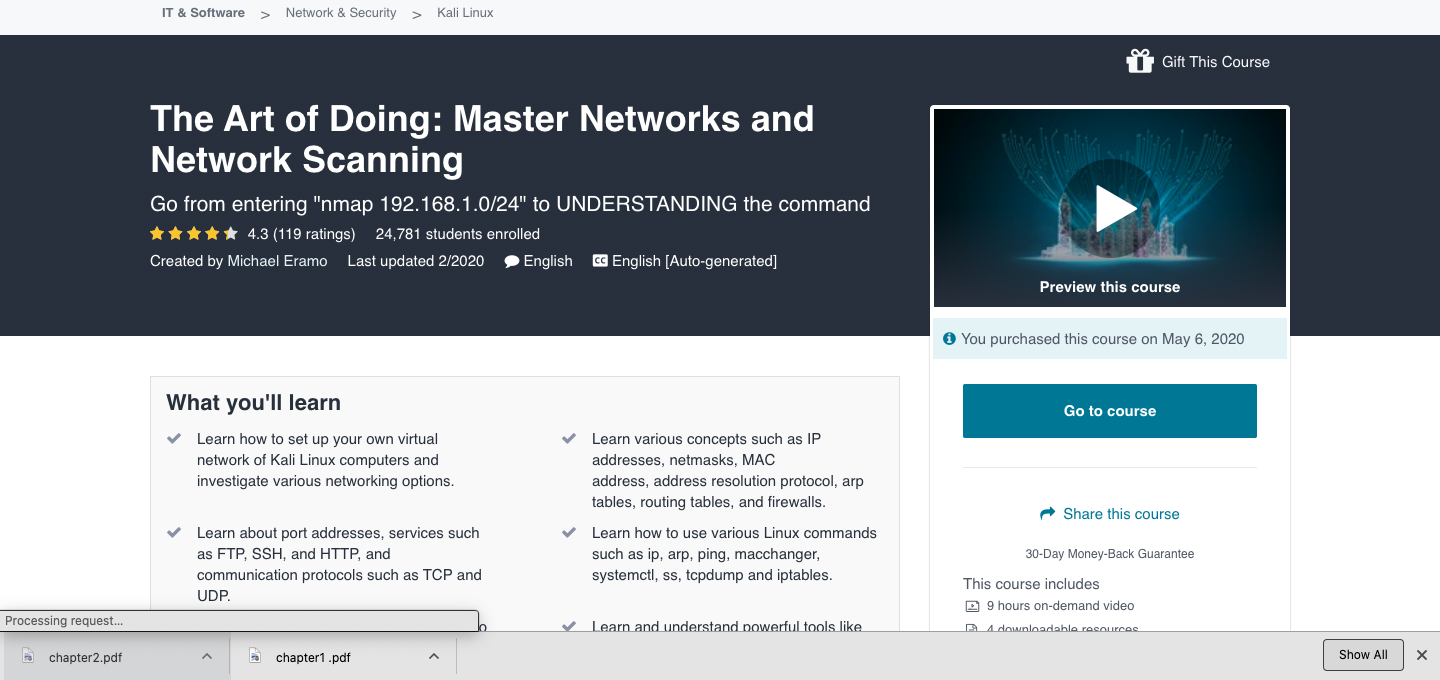 IT & Software > Network & Security > Kali Linux
Gift This Course
The Art of Doing: Master Networks and
Network Scanning
Go from entering "nmap 192.168.1.0/24" to UNDERSTANDING the command
4.3 (119 ratings) 24,781 students enrolled
Created by Michael Eramo Last updated 2/2020 English CC English [Auto-generated]
Preview this course
You purchased this course on May 6, 2020
Go to course
Share this course
30-Day Money-Back Guarantee
This course includes
9 hours on-demand video
4 downloadable resources
What you'll learn
Learn how to set up your own virtual
network of Kali Linux computers and
investigate various networking options.
Learn various concepts such as IP
addresses, netmasks, MAC
address, address resolution protocol, arp
tables, routing tables, and firewalls.
Learn about port addresses, services such
as FTP, SSH, and HTTP, and
communication protocols such as TCP and
UDP.
Learn how to use various Linux commands
such as ip, arp, ping, macchanger,
systemctl, ss, tcpdump and iptables.
Learn and understand powerful tools like
Processing request...
chapter2.pdf
chapter1 .pdf
Show All